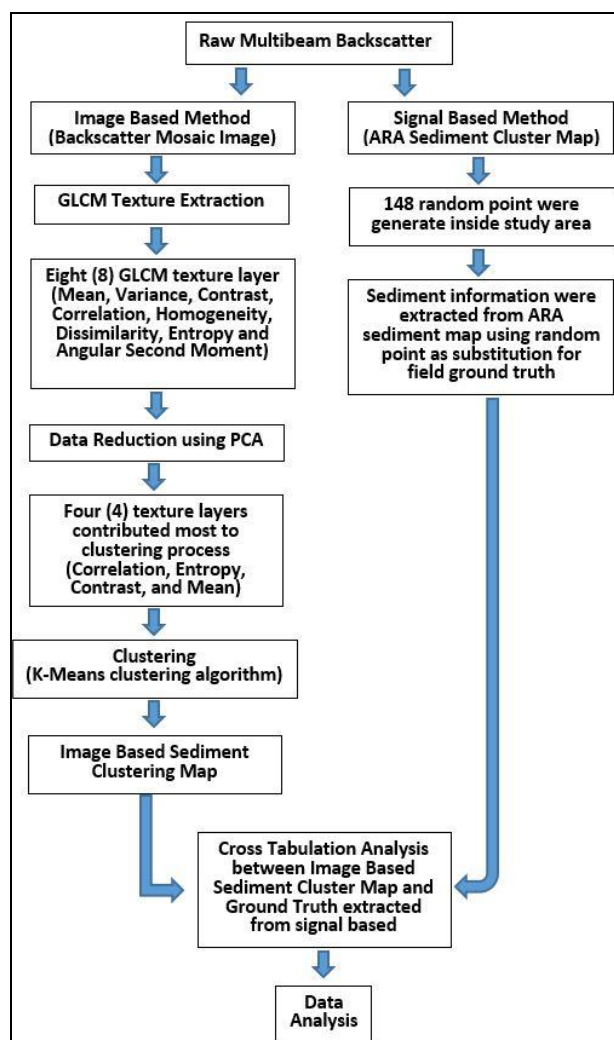 Raw Multibeam Backscatter
Image Based Method
(Backscatter Mosaic Image)
GLCM Texture Extraction
Eight (8) GLCM texture layer
(Mean, Variance, Contrast,
Correlation, Homogeneity,
Dissimilarity, Entropy and
Angular Second Moment)
Data Reduction using PCA
Four (4) texture layers
contributed most to
clustering process
(Correlation, Entropy,
Contrast, and Mean)
Clustering
(K-Means clustering algorithm)
Image Based Sediment
Clustering Map
Signal Based Method
(ARA Sediment Cluster Map)
148 random point were
generate inside study area
Sediment information were
extracted from ARA
sediment map using random
point as substitution for
field ground truth
Cross Tabulation Analysis
between Image Based
Sediment Cluster Map and
Ground Truth extracted
from signal based
Data
Analysis